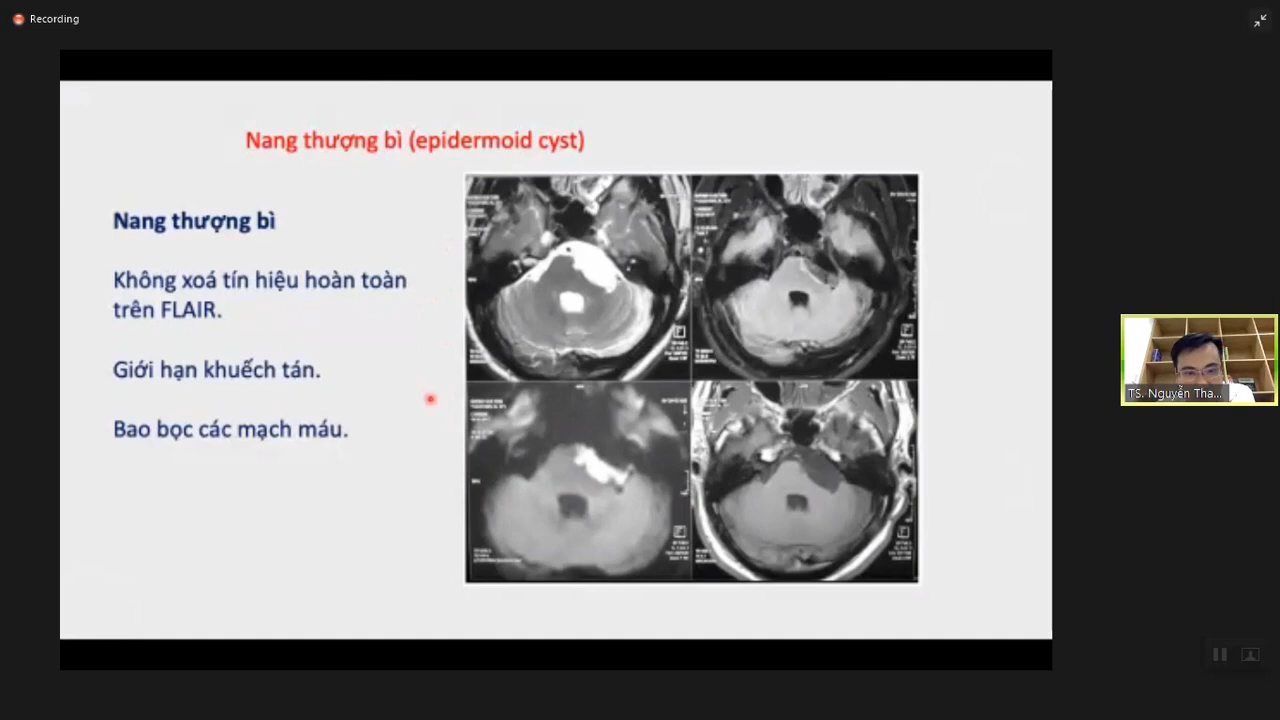 Recording
Nang thượng bì (epidermoid cyst)
Nang thượng bì
Không xoá tín hiệu hoàn toàn
trên FLAIR.
Giới hạn khuếch tán.
Bao bọc các mạch máu.
TS. Nguyễn Tha...